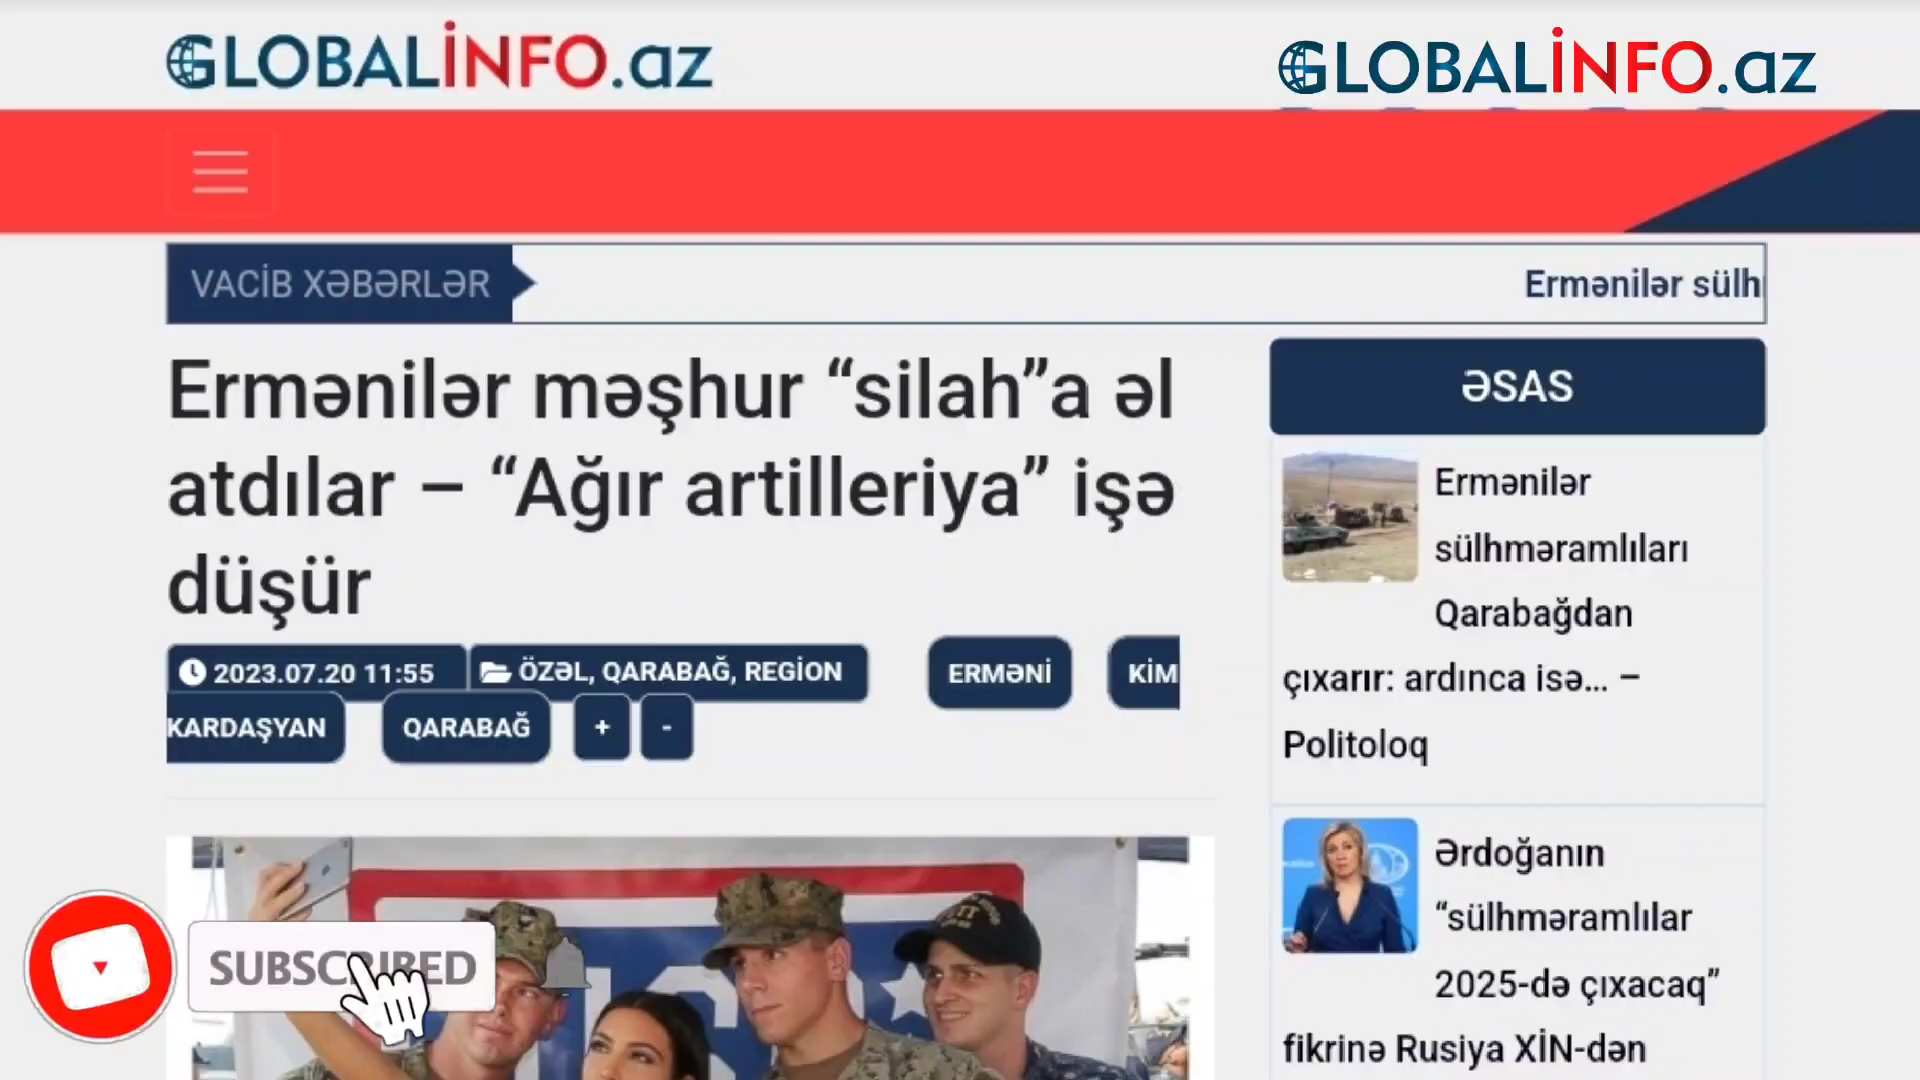 GLOBALİNFO.az
GLOBALİNFO.az
VACİB XƏBƏRLƏR
Ermənilər sülh
Ermənilər məşhur “silah”a əl
atdılar – “Ağır artilleriya” işə
düşür
2023.07.20 11:55
ÖZƏL, QARABAĞ, REGİON
ERMƏNİ
KİM
KARDAŞYAN
QARABAĞ
+
-
ƏSAS
Ermənilər
sülhməramlıları
Qarabağdan
çıxarır: ardınca isə... –
Politoloq
Ərdoğanın
“sülhməramlılar
2025-də çıxacaq”
fikrinə Rusiya XİN-dən
SUBSCRIBED